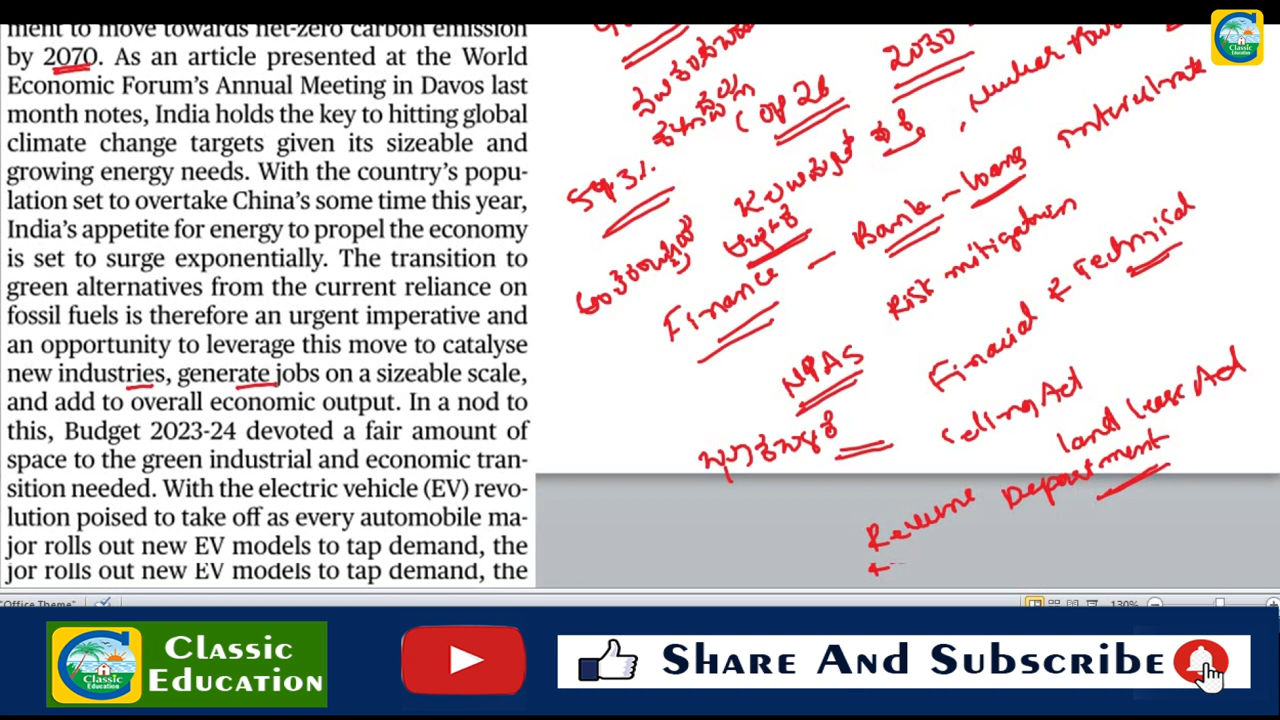 ment to move towards net-zero carbon emission
by 2070. As an article presented at the World
Economic Forum's Annual Meeting in Davos last
month notes, India holds the key to hitting global
climate change targets given its sizeable and
growing energy needs. With the country's popu-
lation set to overtake China's some time this year,
India's appetite for energy to propel the economy
is set to surge exponentially. The transition to
green alternatives from the current reliance on
fossil fuels is therefore an urgent imperative and
an opportunity to leverage this move to catalyse
new industries, generate jobs on a sizeable scale,
and add to overall economic output. In a nod to
this, Budget 2023-24 devoted a fair amount of
space to the green industrial and economic tran-
sition needed. With the electric vehicle (EV) revo-
lution poised to take off as every automobile ma-
jor rolls out new EV models to tap demand, the
jor rolls out new EV models to tap demand, the
2030
COP 26
Finance - Bank - loans
Risk mitigation
Financial & Technical
NPAS
land lease Act
Revenue Department
"Office Theme"
130%
Classic
Education
Classic
Education
Classic
Education
Share And Subscribe